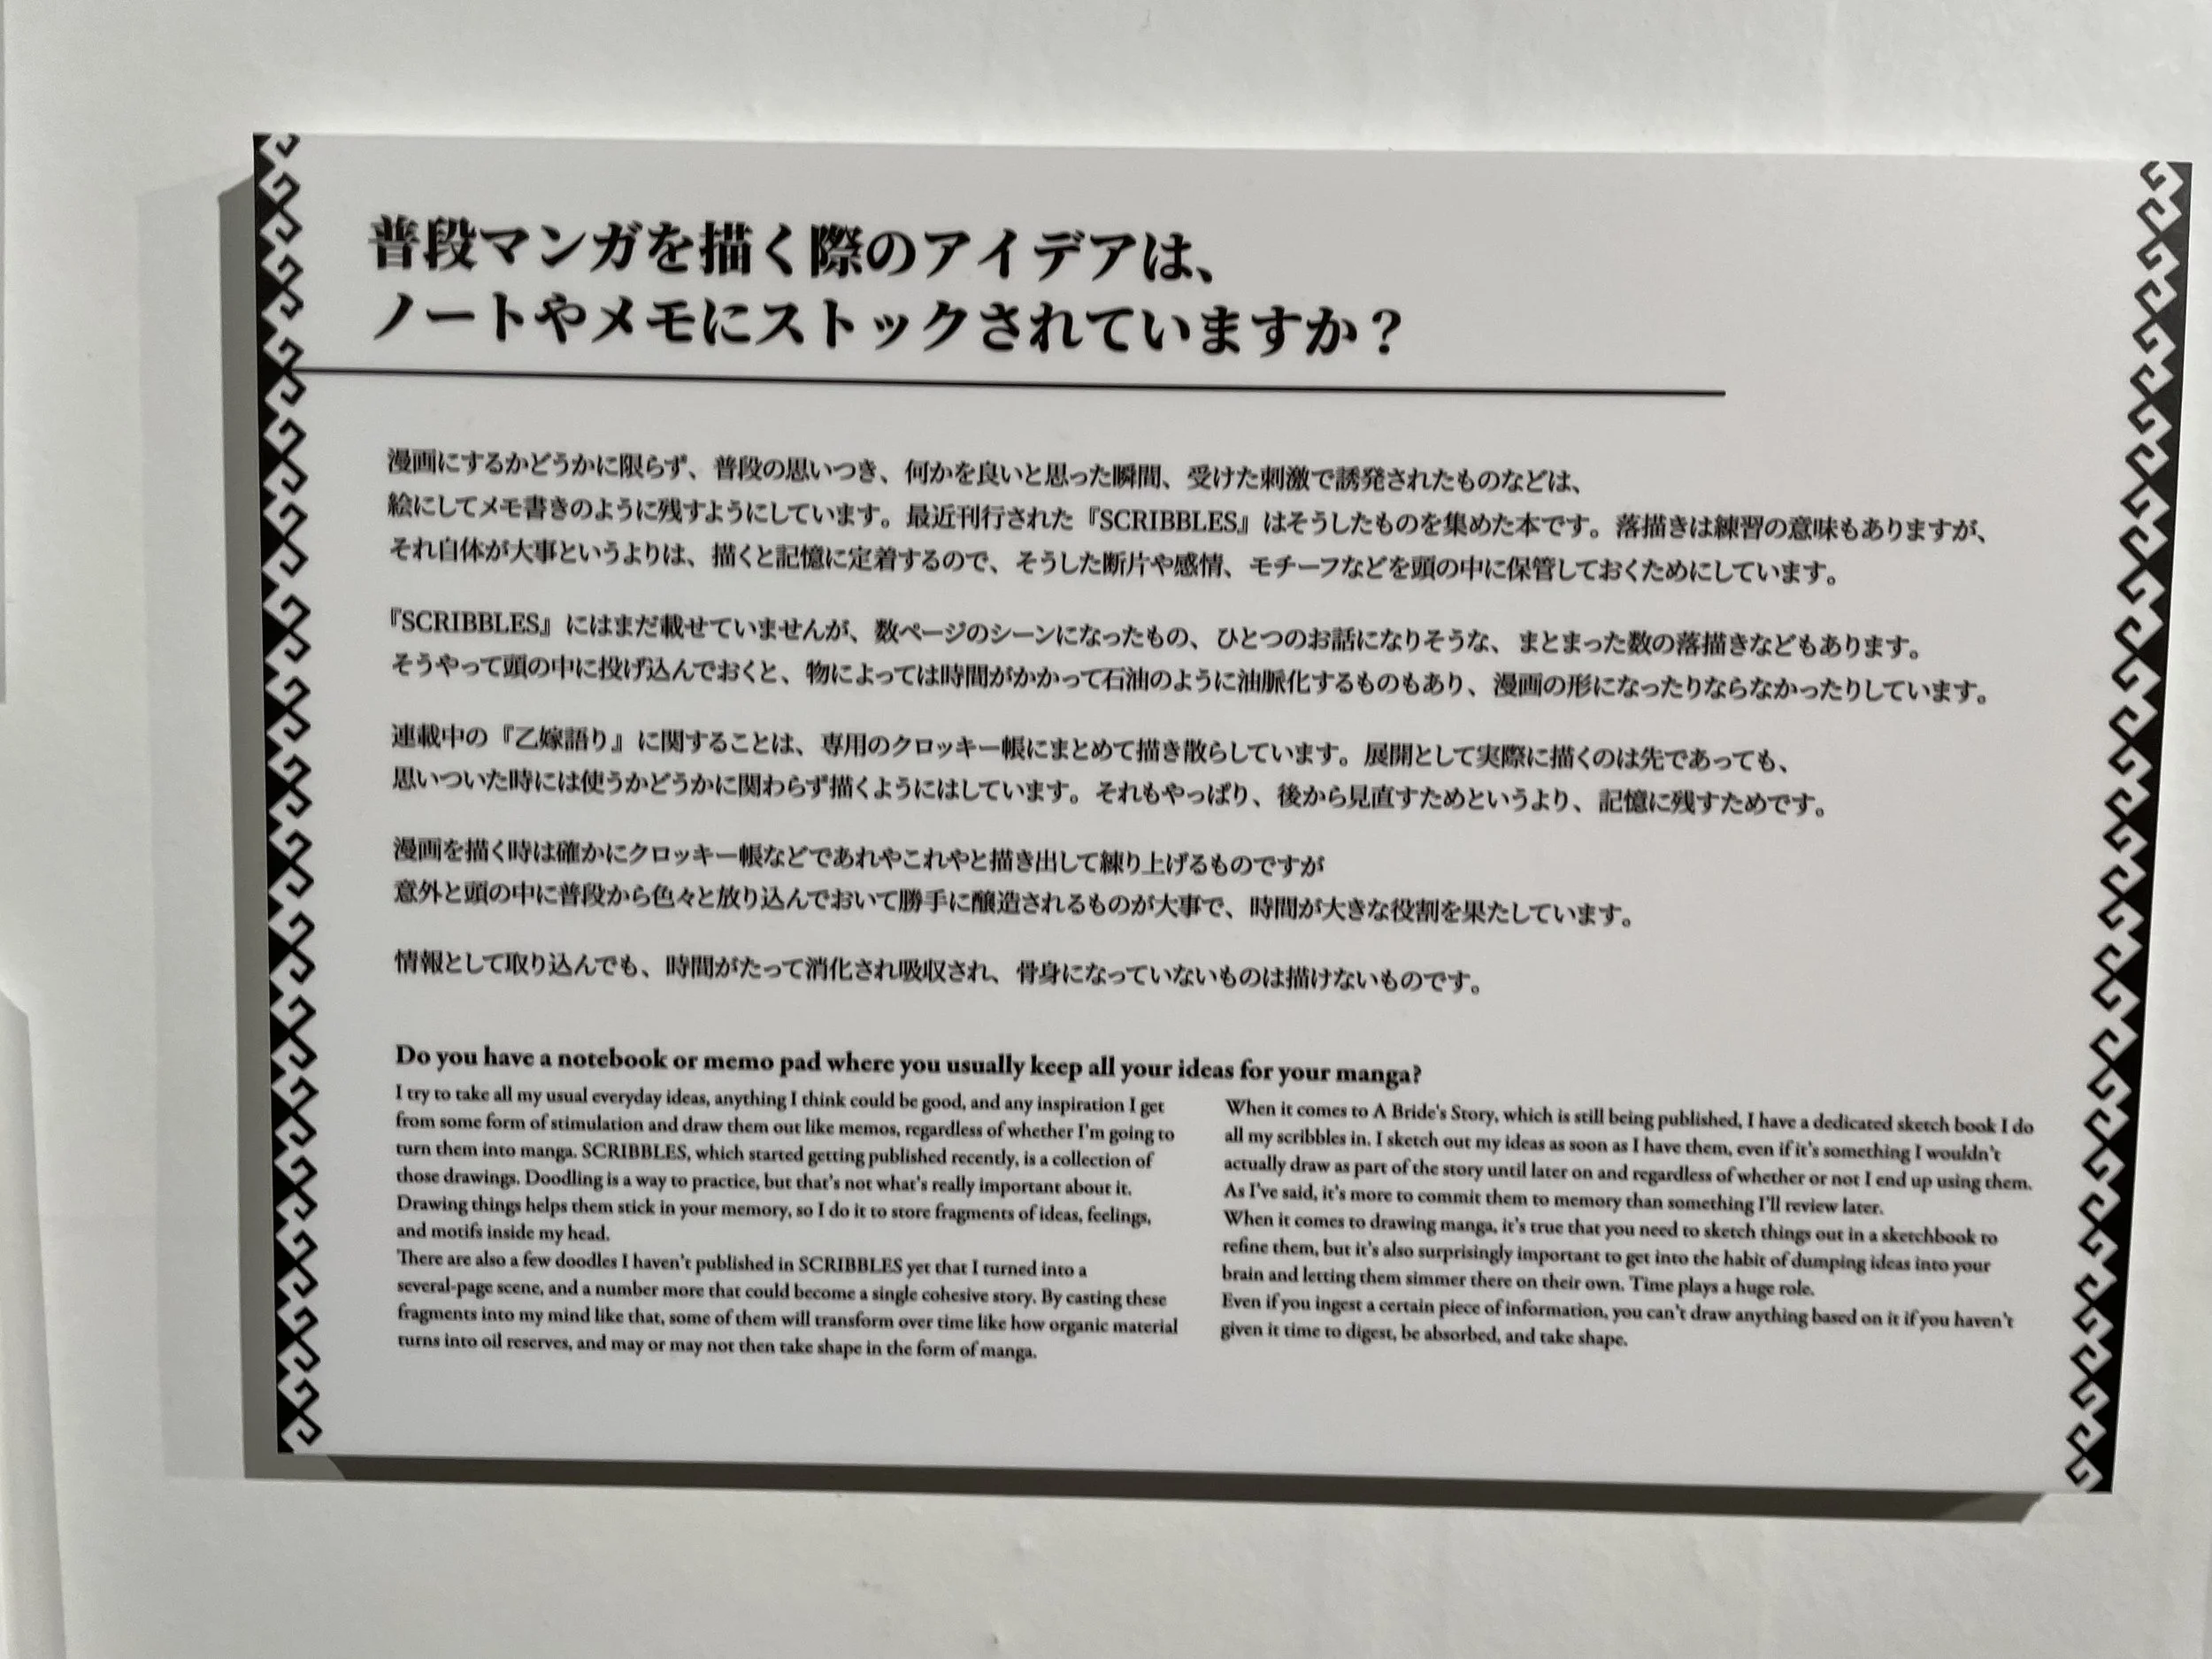 普段マンガを描く際のアイデアは、
ノートやメモにストックされていますか？
漫画にするかどうかに限らず、普段の思いつき、何かを良いと思った瞬間、受けた刺激で誘発されたものなどは、
絵にしてメモ書きのように残すようにしています。最近刊行された『SCRIBBLES』はそうしたものを集めた本です。落描きは練習の意味もありますが、
それ自体が大事というよりは、描くと記憶に定着するので、そうした断片や感情、モチーフなどを頭の中に保管しておくためにしています。
『SCRIBBLES』にはまだ載せていませんが、数ページのシーンになったもの、ひとつのお話になりそうな、まとまった数の落描きなどもあります。
そうやって頭の中に投げ込んでおくと、物によっては時間がかかって石油のように油脈化するものもあり、漫画の形になったりならなかったりしています。
連載中の『乙嫁語り』に関することは、専用のクロッキー帳にまとめて描き散らしています。展開として実際に描くのは先であっても、
思いついた時には使うかどうかに関わらず描くようにはしています。それもやっぱり、後から見直すためというより、記憶に残すためです。
漫画を描く時は確かにクロッキー帳などであれやこれやと描き出して練り上げるものですが
意外と頭の中に普段から色々と放り込んでおいて勝手に醸造されるものが大事で、時間が大きな役割を果たしています。
情報として取り込んでも、時間がたって消化され吸収され、骨身になっていないものは描けないものです。
Do you have a notebook or memo pad where you usually keep all your ideas for your manga?
I try to take all my usual everyday ideas, anything I think could be good, and any inspiration I get
from some form of stimulation and draw them out like memos, regardless of whether I'm going to
turn them into manga. SCRIBBLES, which started getting published recently, is a collection of
those drawings. Doodling is a way to practice, but that's not what's really important about it.
Drawing things helps them stick in your memory, so I do it to store fragments of ideas, feelings,
and motifs inside my head.
There are also a few doodles I haven't published in SCRIBBLES yet that I turned into a
several-page scene, and a number more that could become a single cohesive story. By casting these
fragments into my mind like that, some of them will transform over time like how organic material
turns into oil reserves, and may or may not then take shape in the form of manga.
When it comes to A Bride's Story, which is still being published, I have a dedicated sketch book I do
all my scribbles in. I sketch out my ideas as soon as I have them, even if it's something I wouldn't
actually draw as part of the story until later on and regardless of whether or not I end up using them.
As I've said, it's more to commit them to memory than something I'll review later.
When it comes to drawing manga, it's true that you need to sketch things out in a sketchbook to
refine them, but it's also surprisingly important to get into the habit of dumping ideas into your
brain and letting them simmer there on their own. Time plays a huge role.
Even if you ingest a certain piece of information, you can't draw anything based on it if you haven't
given it time to digest, be absorbed, and take shape.